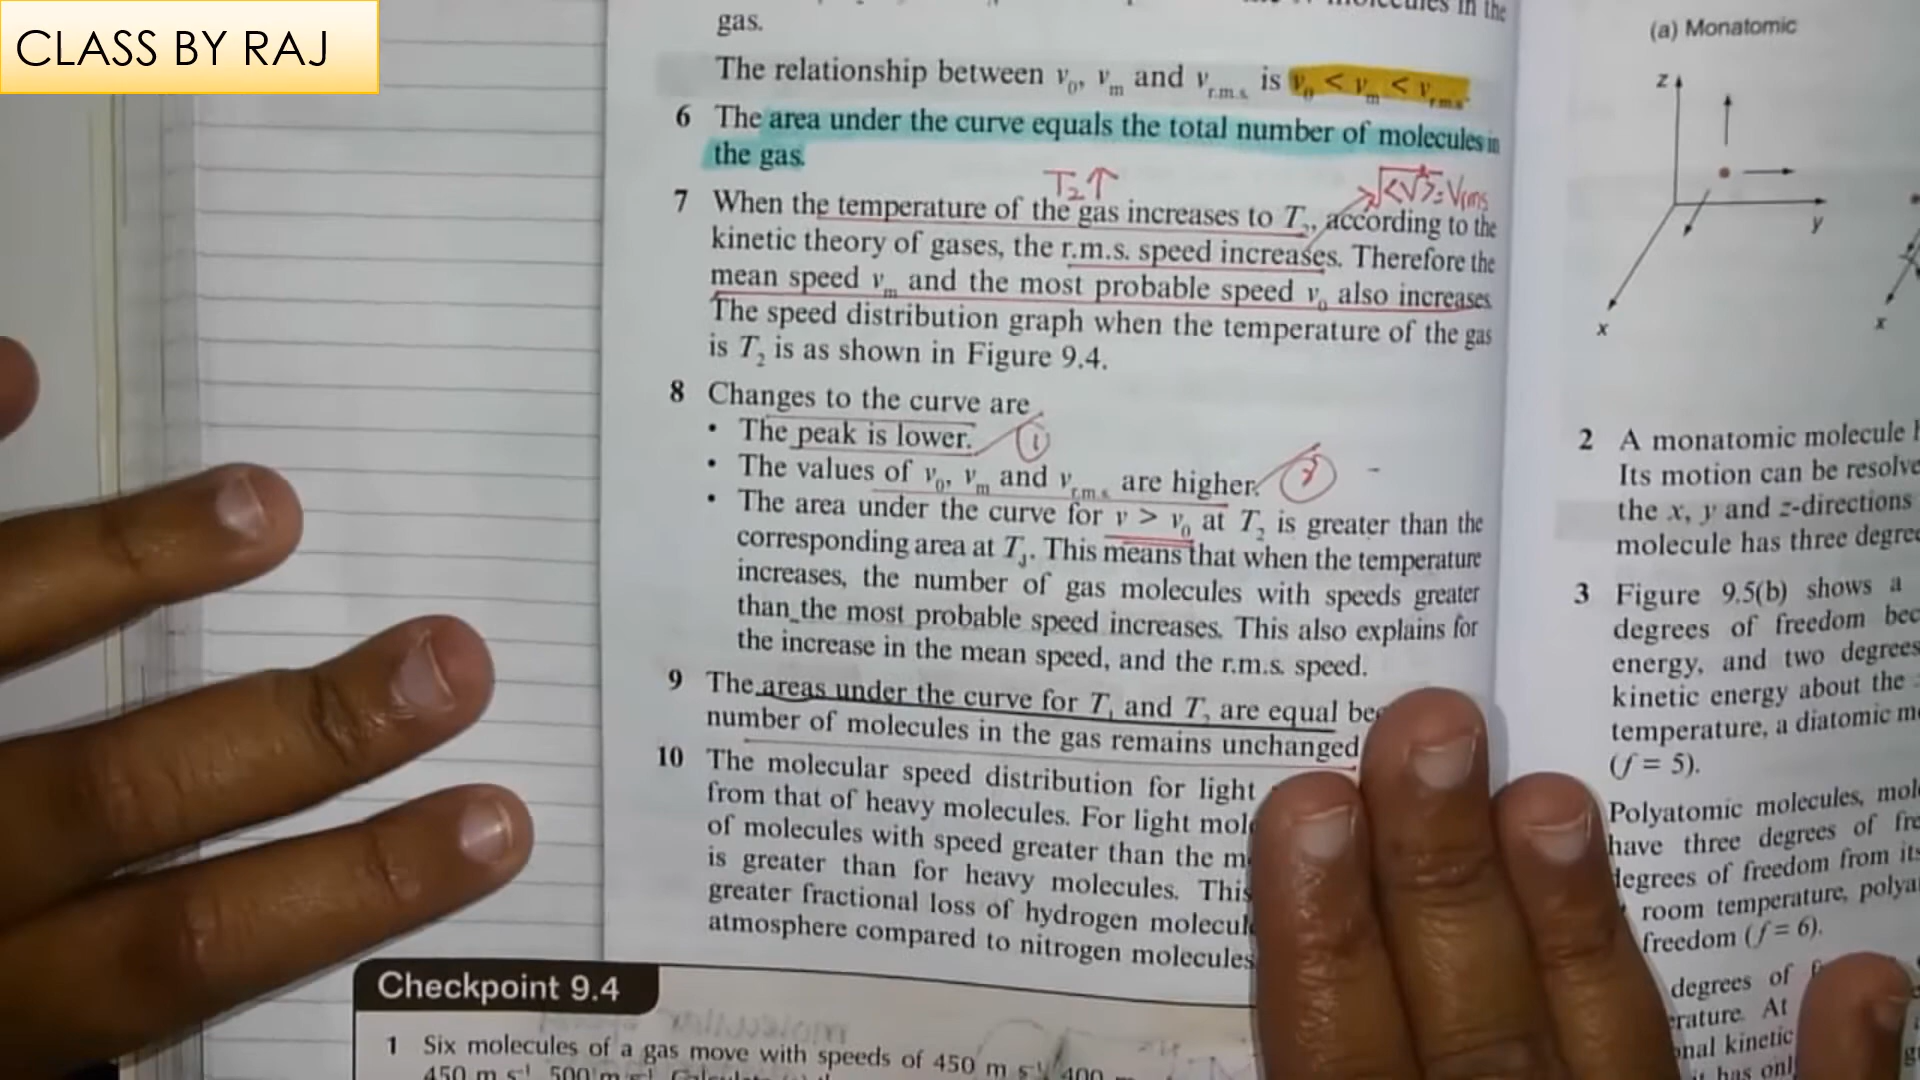 CLASS BY RAJ
molecules in the
gas.
The relationship between v₀, vₘ and v r.m.s. is v₀ < vₘ < v r.m.s.
6 The area under the curve equals the total number of molecules in
the gas.
T₂↑
√<v²> = Vrms
7 When the temperature of the gas increases to T₂, according to the
kinetic theory of gases, the r.m.s. speed increases. Therefore the
mean speed vₘ and the most probable speed v₀ also increases.
The speed distribution graph when the temperature of the gas
is T₂ is as shown in Figure 9.4.
8 Changes to the curve are
• The peak is lower. 1
• The values of v₀, vₘ and v r.m.s. are higher.
• The area under the curve for v > v₀ at T₂ is greater than the
corresponding area at T₁. This means that when the temperature
increases, the number of gas molecules with speeds greater
than the most probable speed increases. This also explains for
the increase in the mean speed, and the r.m.s. speed.
9 The areas under the curve for T₁ and T₂ are equal
number of molecules in the gas remains unchanged
10 The molecular speed distribution for light
from that of heavy molecules. For light
of molecules with speed greater than the
is greater than for heavy molecules. This
greater fractional loss of hydrogen
atmosphere compared to nitrogen molecules
Checkpoint 9.4
1 Six molecules of a gas move with speeds of 450 m s⁻¹, 400
450 m s⁻¹, 500 m s⁻¹.
(a) Monatomic
z
y
x
x
2 A monatomic molecule
Its motion can be
the x, y and z-directions
molecule has three
3 Figure 9.5(b) shows a
degrees of freedom
energy, and two degrees
kinetic energy about the
temperature, a diatomic
(f = 5).
Polyatomic molecules,
have three degrees of
degrees of freedom from its
room temperature,
freedom (f = 6).
degrees of
At
kinetic
has